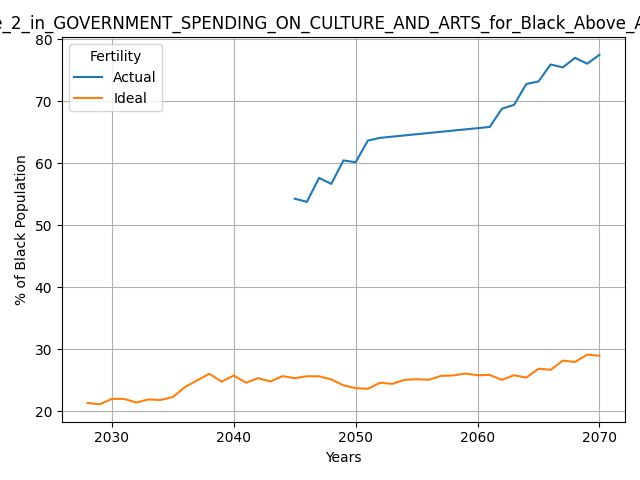 _2_in_GOVERNMENT_SPENDING_ON_CULTURE_AND_ARTS_for_Black_Above_A
Fertility
Actual
Ideal
80
70
60
50
40
30
20
% of Black Population
2030 2040 2050 2060 2070
Years